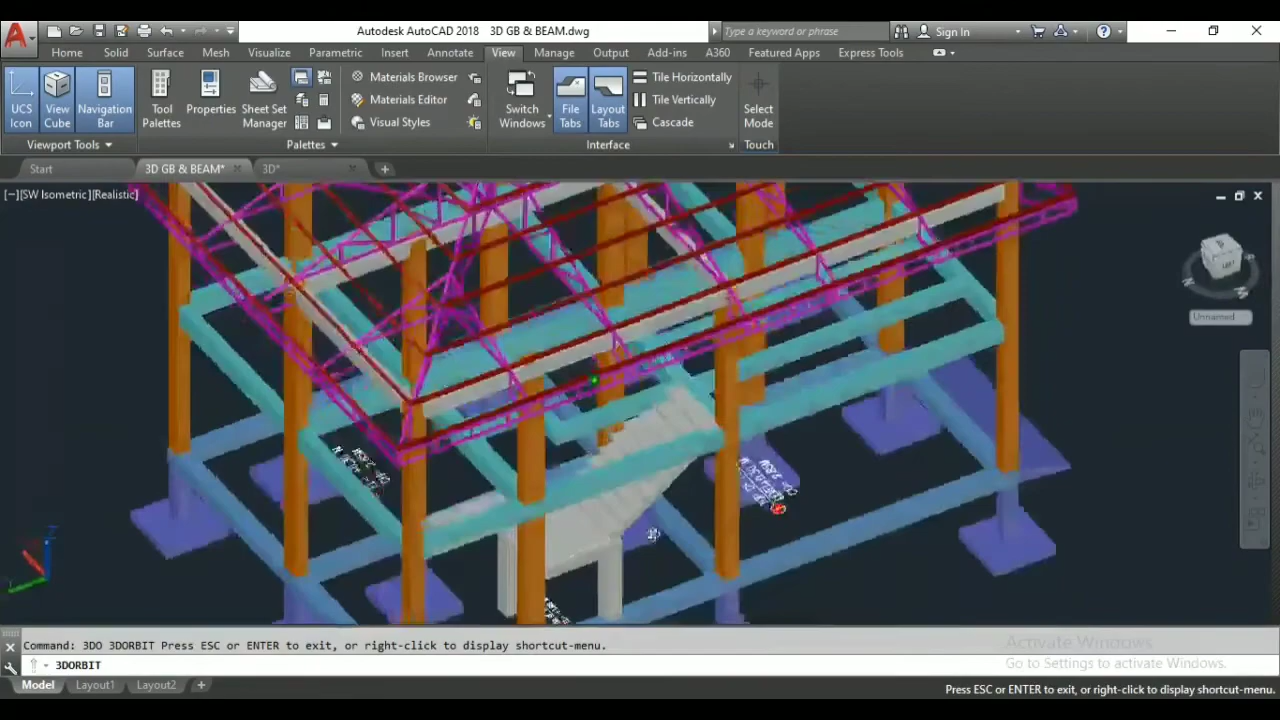 Autodesk AutoCAD 2018 3D GB & BEAM.dwg
Type a keyword or phrase
Sign In
Home Solid Surface Mesh Visualize Parametric Insert Annotate View Manage Output Add-ins A360 Featured Apps Express Tools
UCS Icon
View Cube
Navigation Bar
Tool Palettes
Properties
Sheet Set Manager
Materials Browser
Materials Editor
Visual Styles
Switch Windows
File Tabs
Layout Tabs
Tile Horizontally
Tile Vertically
Cascade
Select Mode
Viewport Tools
Palettes
Interface
Touch
Start
3D GB & BEAM*
3D*
[−][SW Isometric][Realistic]
LEFT
Unnamed
Command: 3DO 3DORBIT Press ESC or ENTER to exit, or right-click to display shortcut-menu.
3DORBIT
Activate Windows
Go to Settings to activate Windows.
Model Layout1 Layout2
Press ESC or ENTER to exit, or right-click to display shortcut-menu.